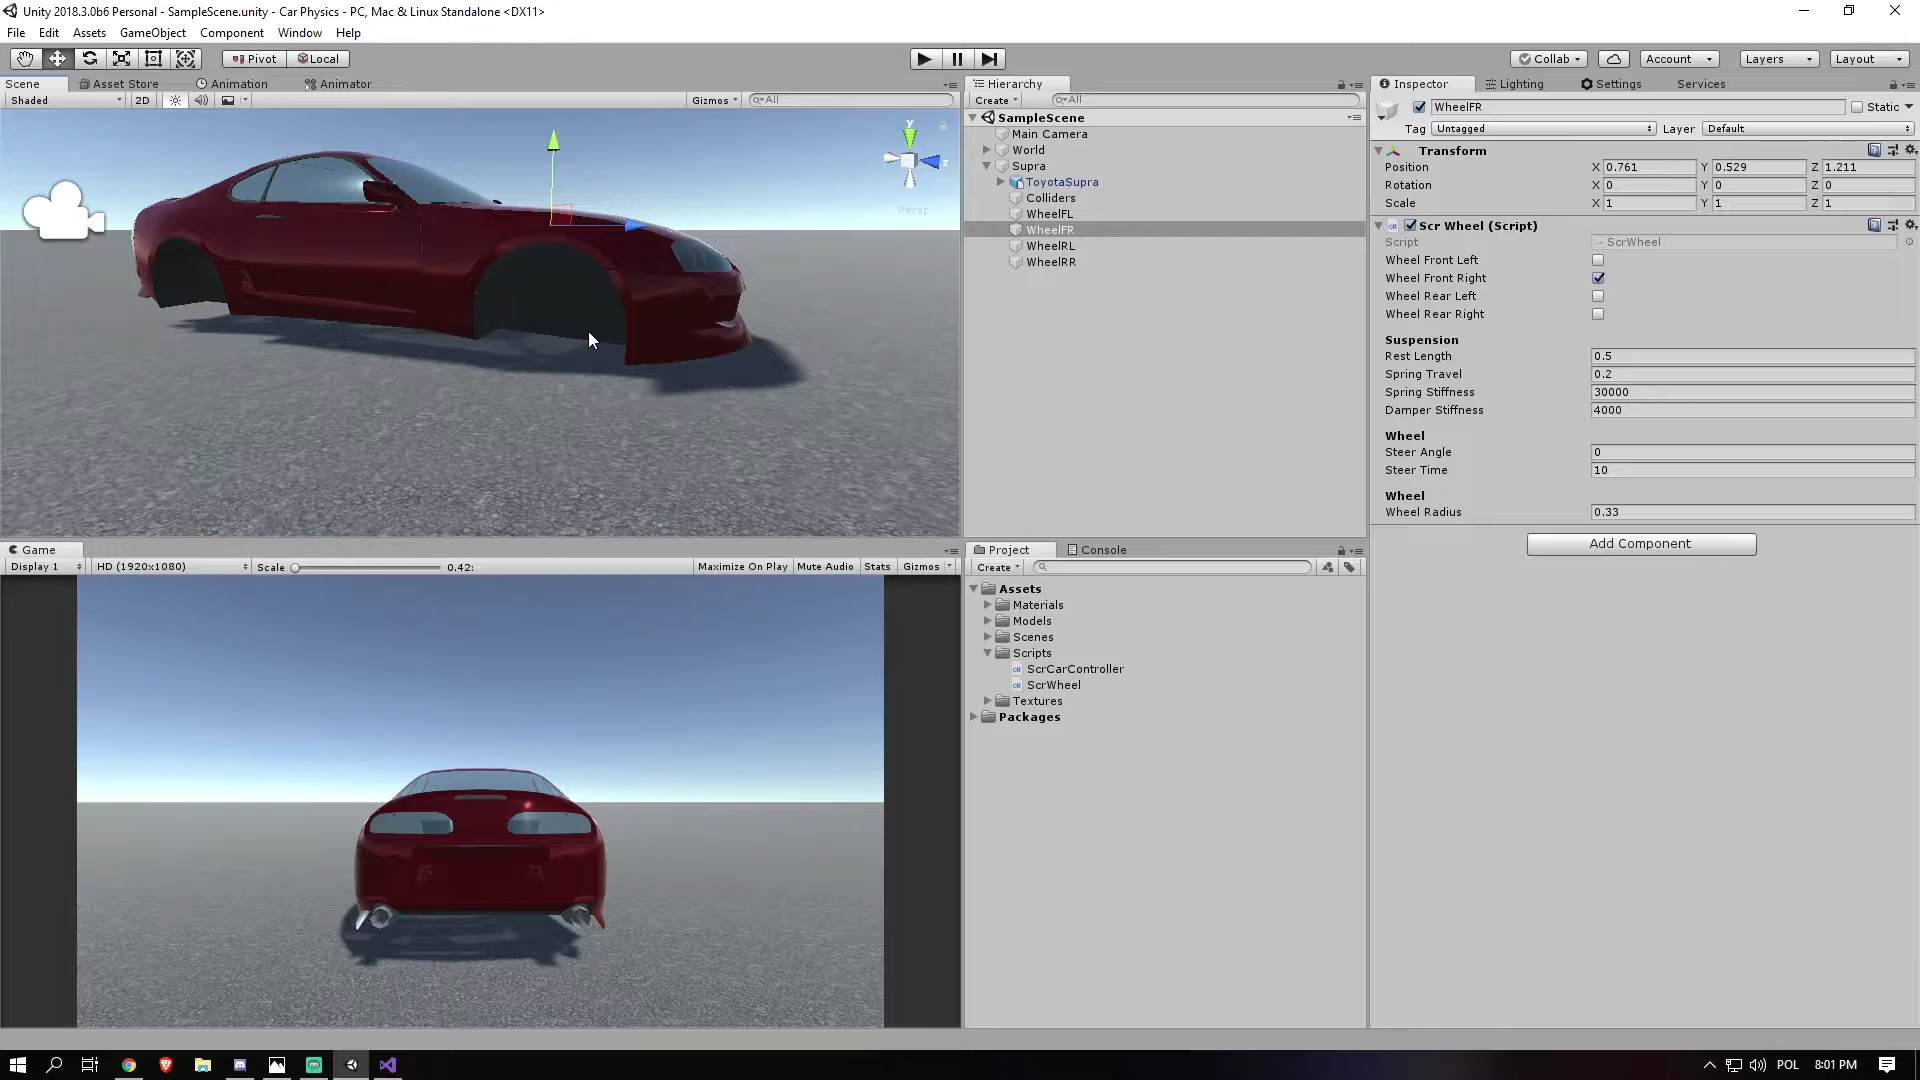 Unity 2018.3.0b6 Personal - SampleScene.unity - Car Physics - PC, Mac & Linux Standalone <DX11>
File Edit Assets GameObject Component Window Help
Pivot Local Collab Account Layers Layout
Scene Asset Store Animation Animator
Shaded 2D Gizmos All
y
z
Persp
Hierarchy
Create All
SampleScene
Main Camera
World
Supra
ToyotaSupra
Colliders
WheelFL
WheelFR
WheelRL
WheelRR
Inspector Lighting Settings Services
WheelFR Static
Tag Untagged Layer Default
Transform
Position X 0.761 Y 0.529 Z 1.211
Rotation X 0 Y 0 Z 0
Scale X 1 Y 1 Z 1
Scr Wheel (Script)
Script ScrWheel
Wheel Front Left
Wheel Front Right
Wheel Rear Left
Wheel Rear Right
Suspension
Rest Length 0.5
Spring Travel 0.2
Spring Stiffness 30000
Damper Stiffness 4000
Wheel
Steer Angle 0
Steer Time 10
Wheel
Wheel Radius 0.33
Add Component
Game
Display 1 HD (1920x1080) Scale 0.42: Maximize On Play Mute Audio Stats Gizmos
Project Console
Create
Assets
Materials
Models
Scenes
Scripts
ScrCarController
ScrWheel
Textures
Packages
POL 8:01 PM